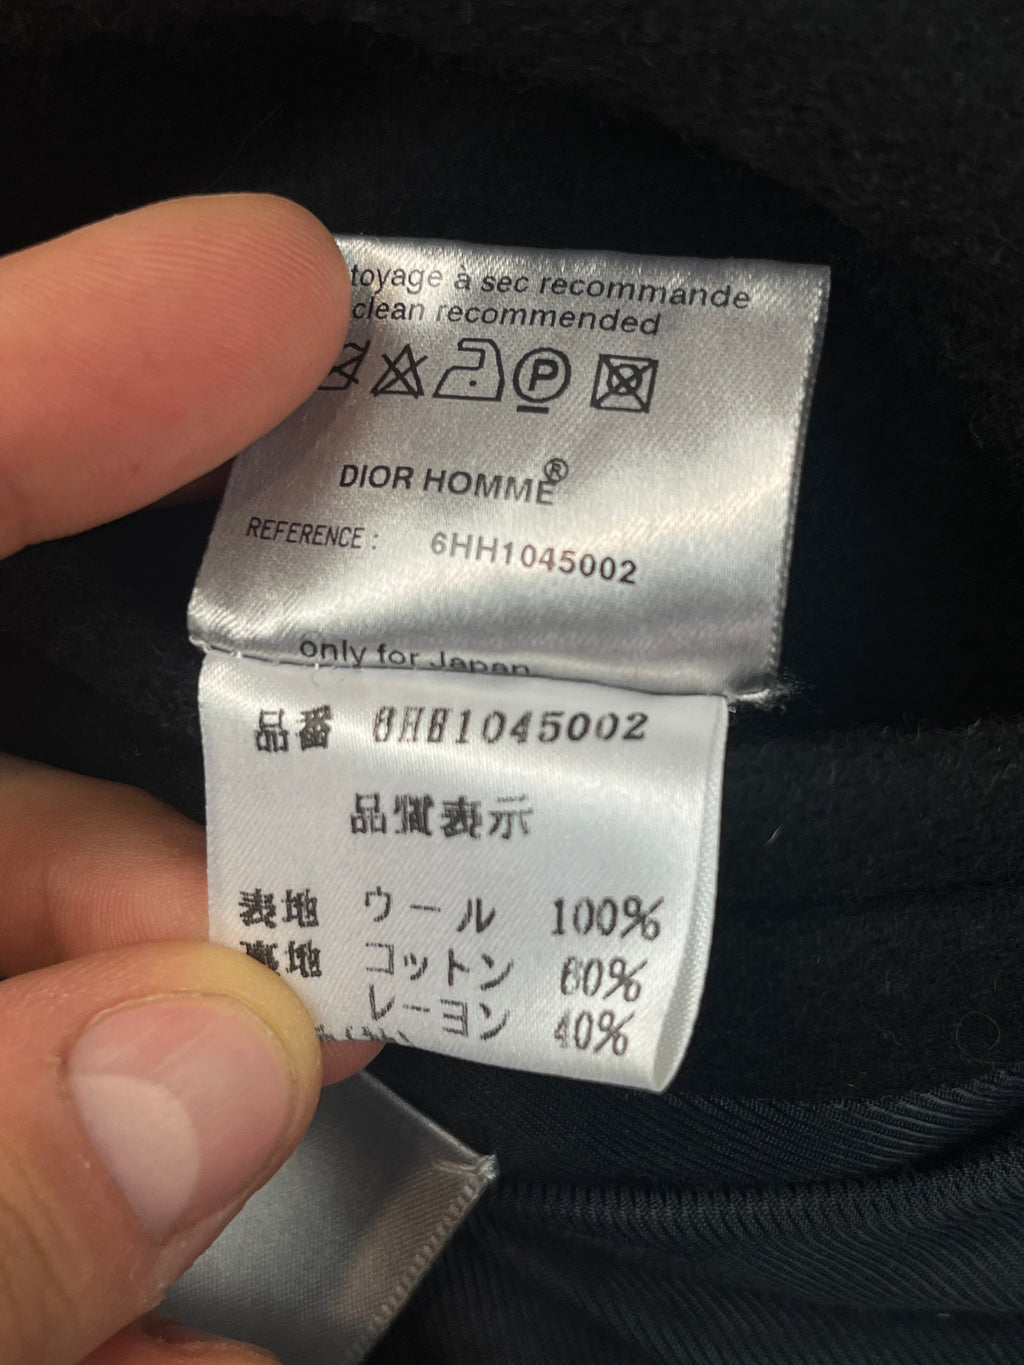 toyage à sec recommande
clean recommended
P
DIOR HOMME®
REFERENCE : 6HH1045002
only for Japan
品番 6HH1045002
品質表示
表地 ウール 100%
裏地 コットン 60%
レーヨン 40%